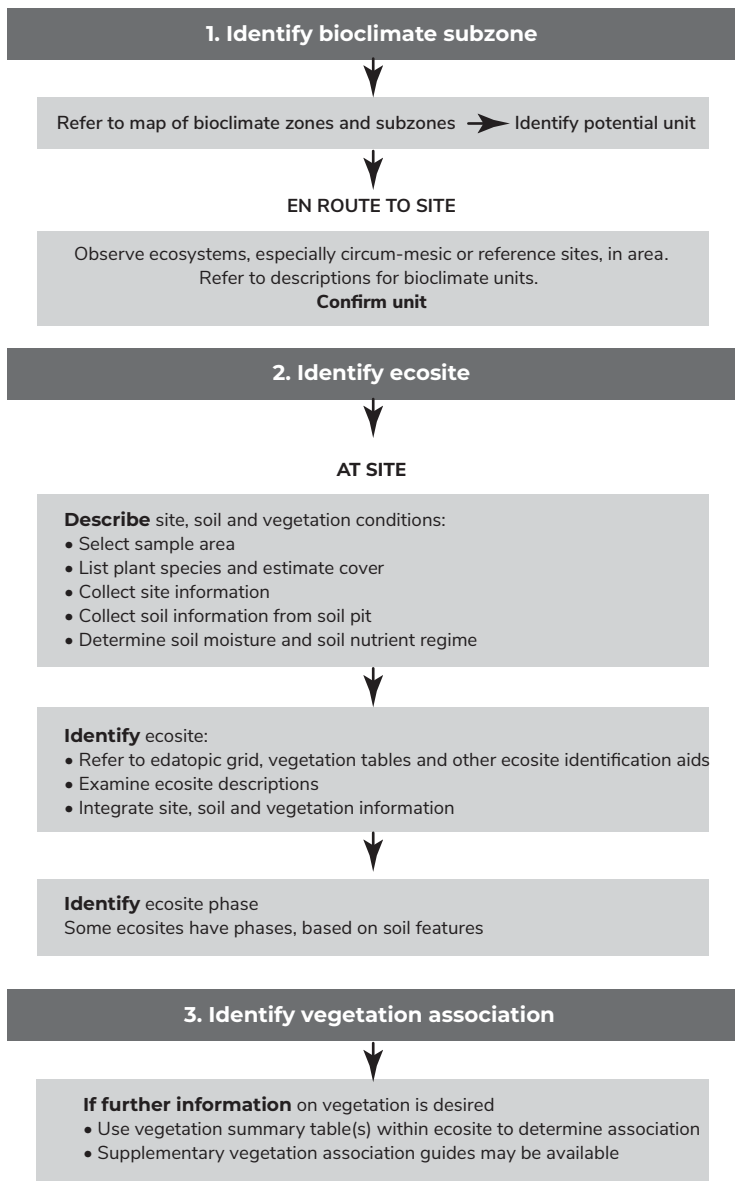 1. Identify bioclimate subzone
Refer to map of bioclimate zones and subzones Identify potential unit
EN ROUTE TO SITE
Observe ecosystems, especially circum-mesic or reference sites, in area.
Refer to descriptions for bioclimate units.
Confirm unit
2. Identify ecosite
AT SITE
Describe site, soil and vegetation conditions:
• Select sample area
• List plant species and estimate cover
• Collect site information
• Collect soil information from soil pit
• Determine soil moisture and soil nutrient regime
Identify ecosite:
• Refer to edatopic grid, vegetation tables and other ecosite identification aids
• Examine ecosite descriptions
• Integrate site, soil and vegetation information
Identify ecosite phase
Some ecosites have phases, based on soil features
3. Identify vegetation association
If further information on vegetation is desired
• Use vegetation summary table(s) within ecosite to determine association
• Supplementary vegetation association guides may be available